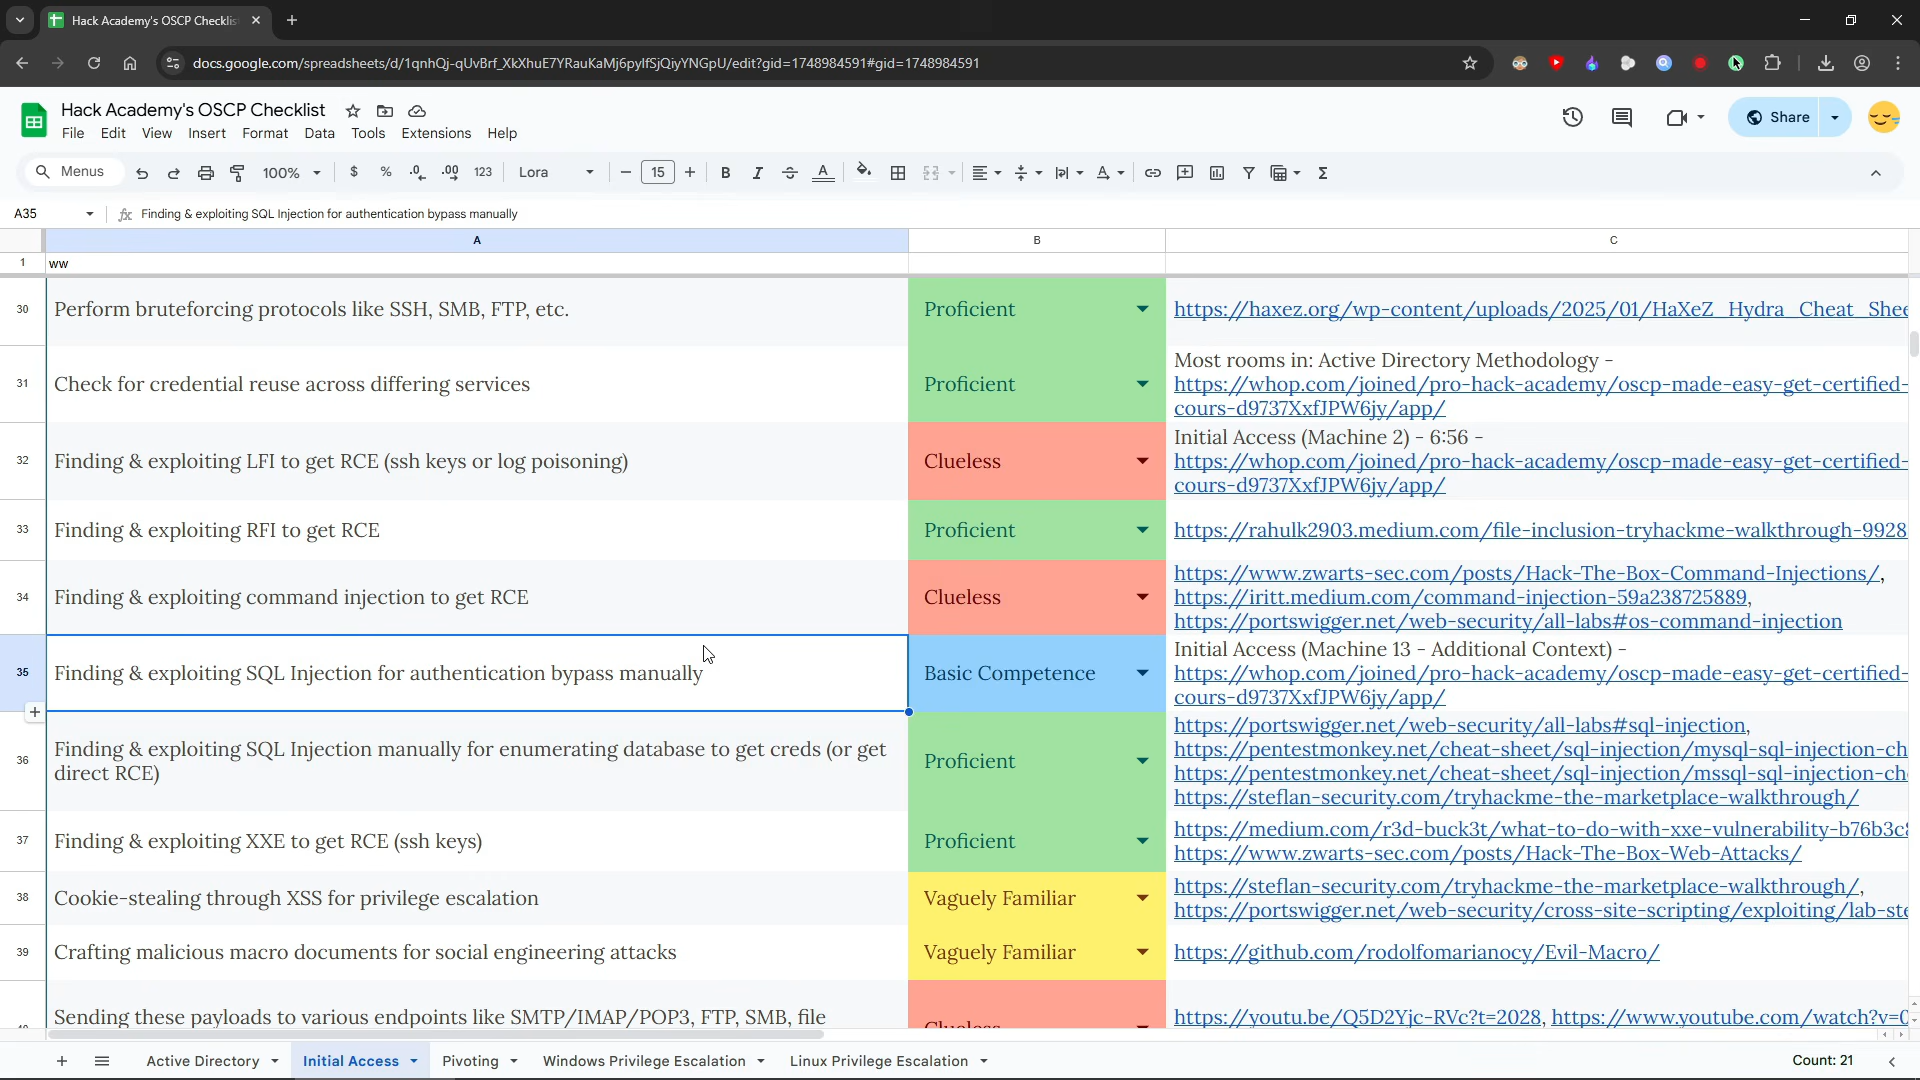 Hack Academy's OSCP Checklis
docs.google.com/spreadsheets/d/1qnhQj-qUvBrf_XkXhuE7YRauKaMj6pylfSjQiyYNGpU/edit?gid=1748984591#gid=1748984591
Hack Academy's OSCP Checklist
Share
File Edit View Insert Format Data Tools Extensions Help
Menus 100% $ % .0 .00 123 Lora 15 B I A
A35 fx Finding & exploiting SQL Injection for authentication bypass manually
A B C
1 ww
30 Perform bruteforcing protocols like SSH, SMB, FTP, etc. Proficient https://haxez.org/wp-content/uploads/2025/01/HaXeZ_Hydra_Cheat_Shee
Most rooms in: Active Directory Methodology -
31 Check for credential reuse across differing services Proficient https://whop.com/joined/pro-hack-academy/oscp-made-easy-get-certified-
cours-d9737XxfJPW6jy/app/
Initial Access (Machine 2) - 6:56 -
32 Finding & exploiting LFI to get RCE (ssh keys or log poisoning) Clueless https://whop.com/joined/pro-hack-academy/oscp-made-easy-get-certified-
cours-d9737XxfJPW6jy/app/
33 Finding & exploiting RFI to get RCE Proficient https://rahulk2903.medium.com/file-inclusion-tryhackme-walkthrough-9928
https://www.zwarts-sec.com/posts/Hack-The-Box-Command-Injections/,
34 Finding & exploiting command injection to get RCE Clueless https://iritt.medium.com/command-injection-59a238725889,
https://portswigger.net/web-security/all-labs#os-command-injection
Initial Access (Machine 13 - Additional Context) -
35 Finding & exploiting SQL Injection for authentication bypass manually Basic Competence https://whop.com/joined/pro-hack-academy/oscp-made-easy-get-certified-
cours-d9737XxfJPW6jy/app/
https://portswigger.net/web-security/all-labs#sql-injection,
36 Finding & exploiting SQL Injection manually for enumerating database to get creds (or get Proficient https://pentestmonkey.net/cheat-sheet/sql-injection/mysql-sql-injection-ch
direct RCE) https://pentestmonkey.net/cheat-sheet/sql-injection/mssql-sql-injection-ch
https://steflan-security.com/tryhackme-the-marketplace-walkthrough/
37 Finding & exploiting XXE to get RCE (ssh keys) Proficient https://medium.com/r3d-buck3t/what-to-do-with-xxe-vulnerability-b76b3c
https://www.zwarts-sec.com/posts/Hack-The-Box-Web-Attacks/
38 Cookie-stealing through XSS for privilege escalation Vaguely Familiar https://steflan-security.com/tryhackme-the-marketplace-walkthrough/,
https://portswigger.net/web-security/cross-site-scripting/exploiting/lab-ste
39 Crafting malicious macro documents for social engineering attacks Vaguely Familiar https://github.com/rodolfomarianocy/Evil-Macro/
Sending these payloads to various endpoints like SMTP/IMAP/POP3, FTP, SMB, file Clueless https://youtu.be/Q5D2Yjc-RVc?t=2028, https://www.youtube.com/watch?v=
Active Directory Initial Access Pivoting Windows Privilege Escalation Linux Privilege Escalation Count: 21